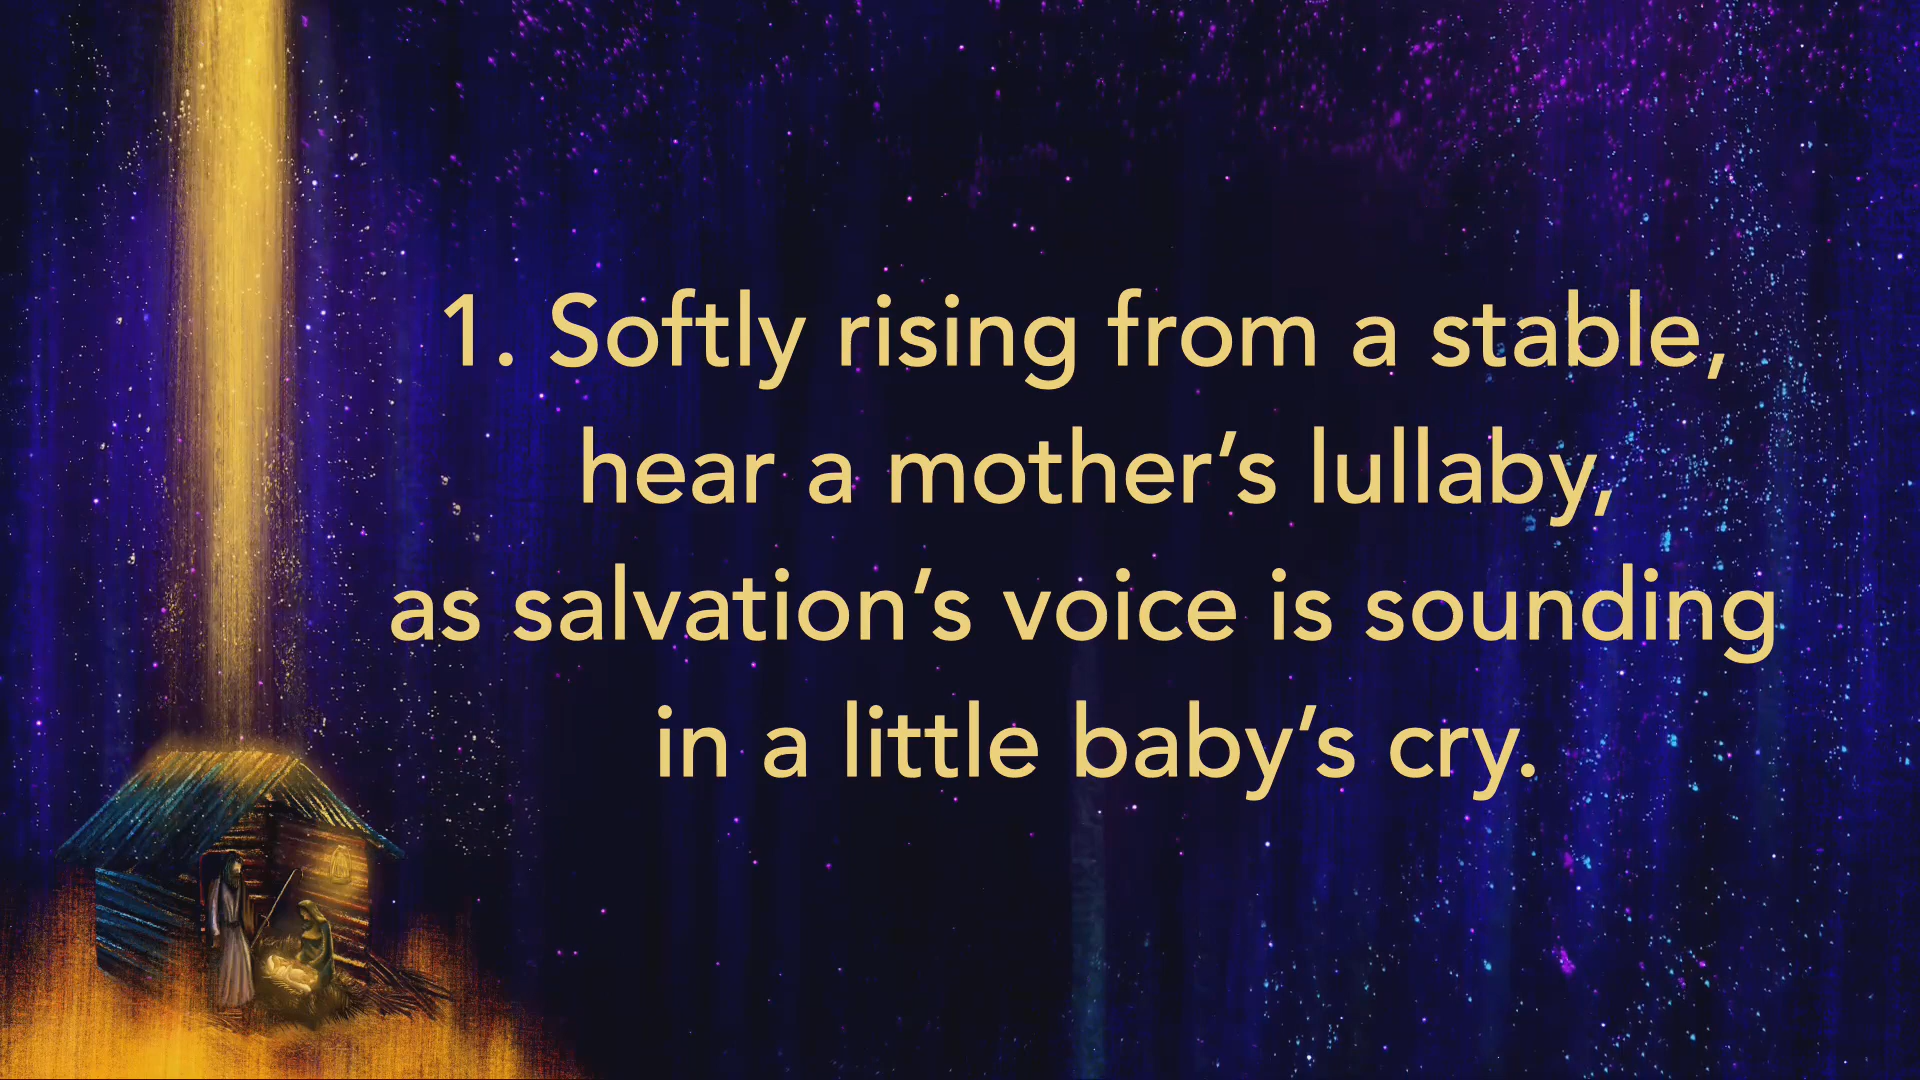 1. Softly rising from a stable,
hear a mother’s lullaby,
as salvation’s voice is sounding
in a little baby’s cry.